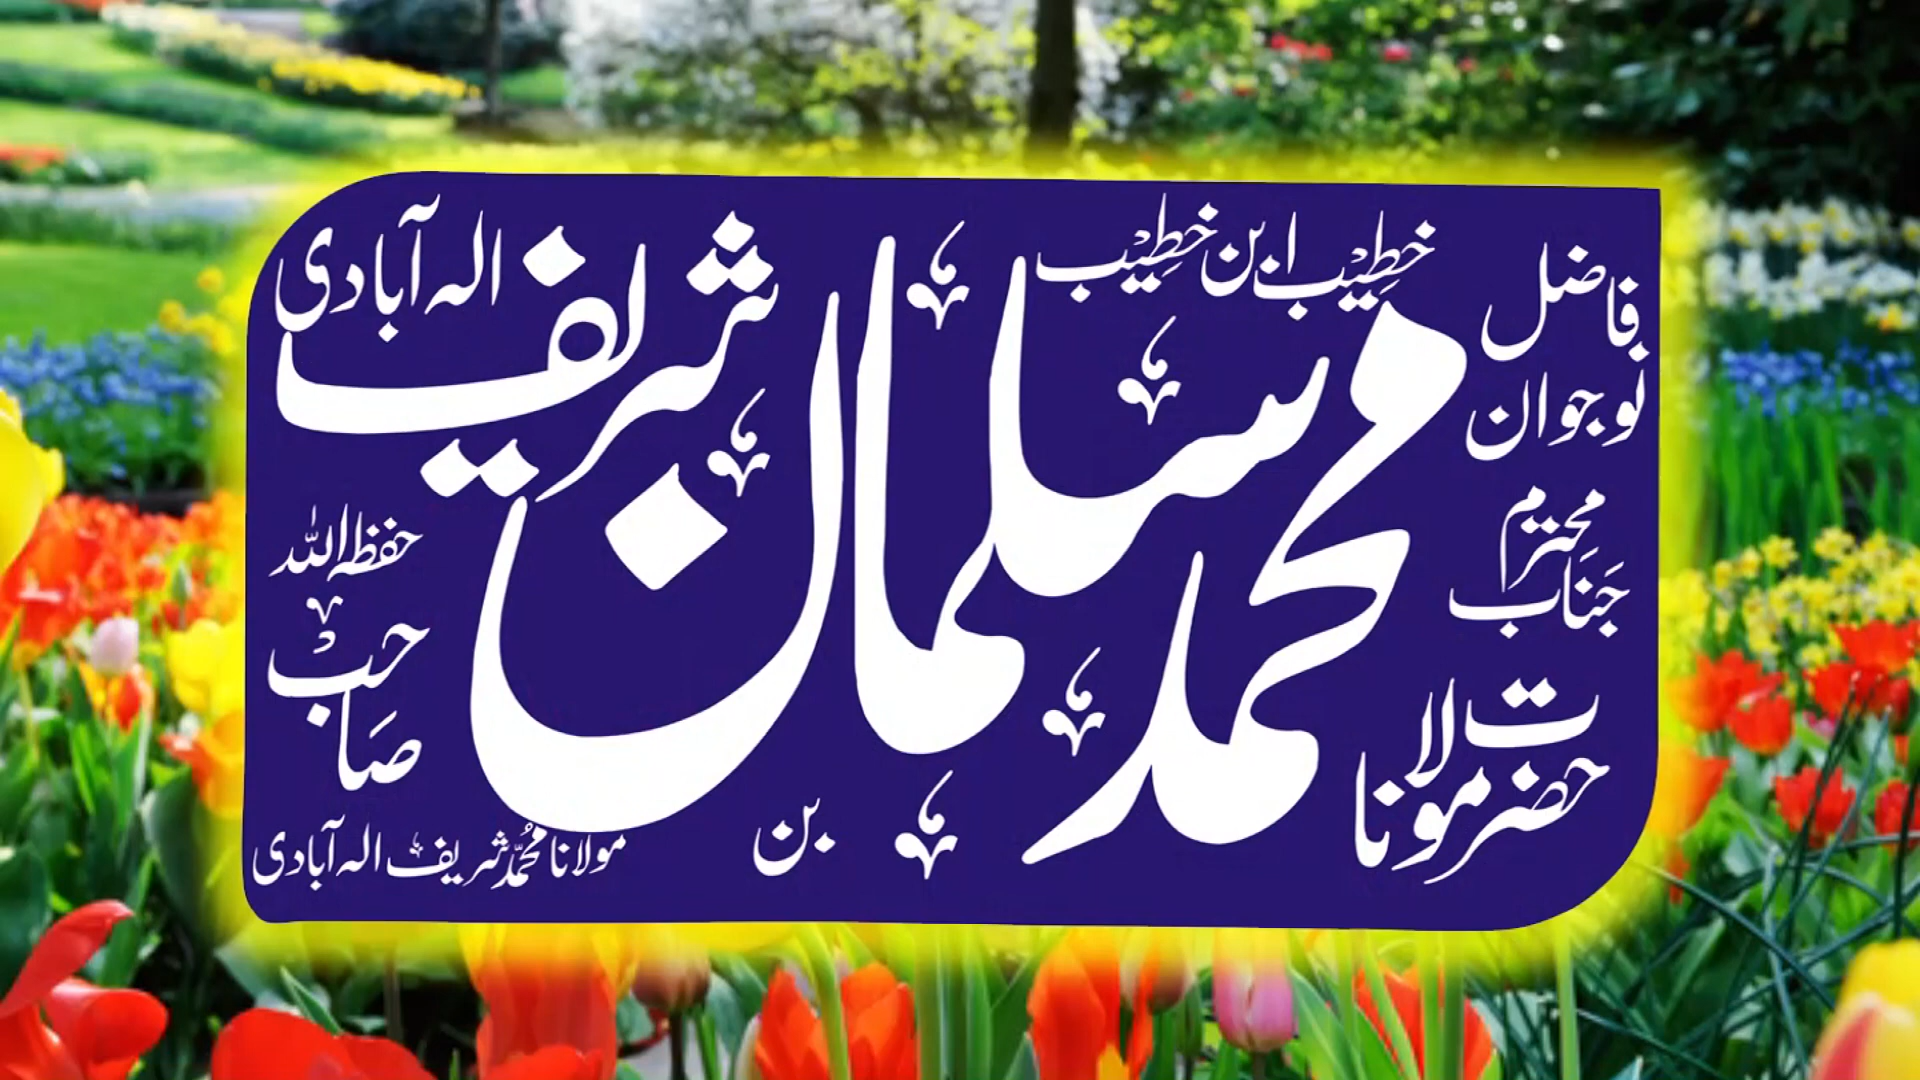 خطیب ابن خطیب
فاضل
نوجوان
محترم
جناب
حضرت
مولانا
محمد سلمان شریف
الہ آبادی
حفظہ اللہ
صاحب
بن
مولانا محمد شریف الہ آبادی